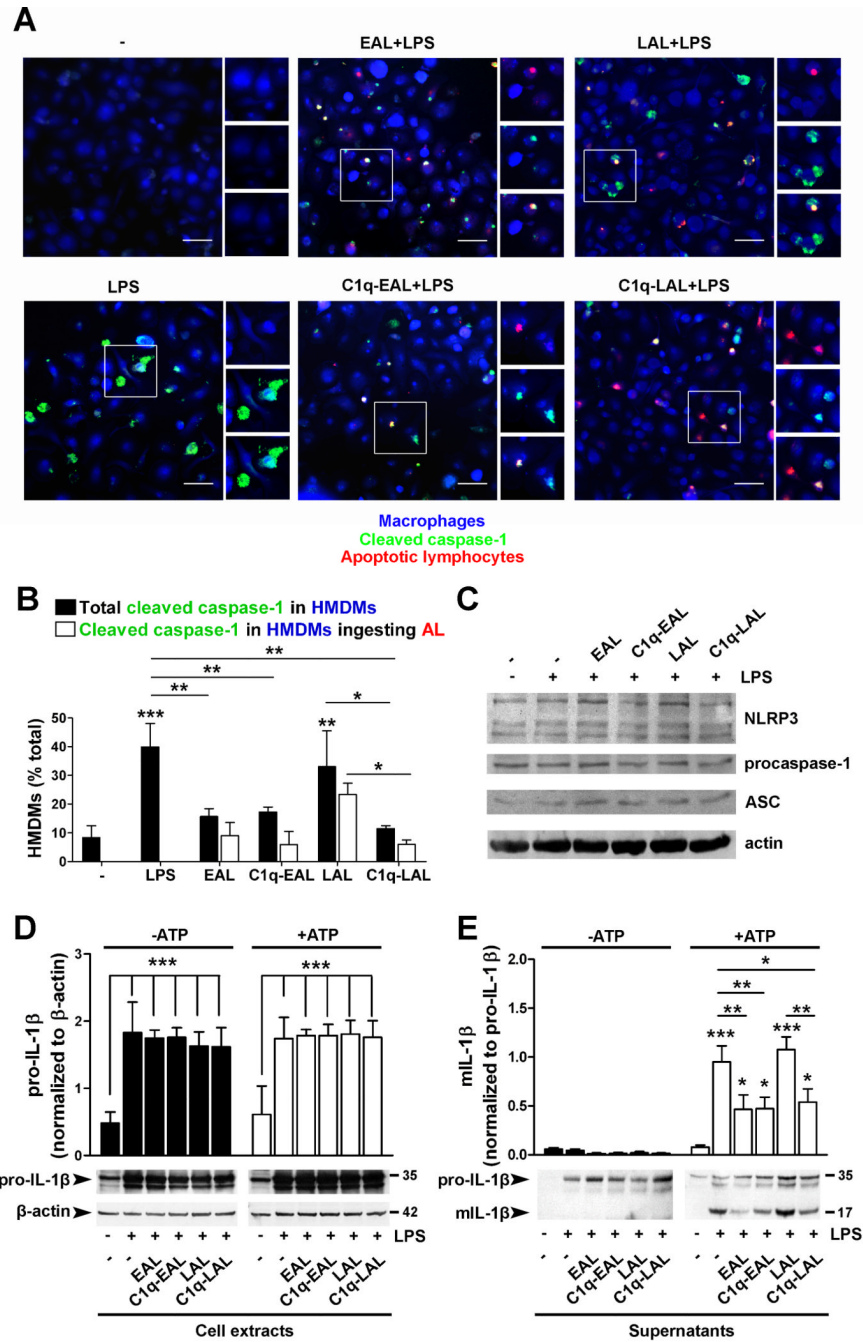 A
-
EAL+LPS
LAL+LPS
LPS
C1q-EAL+LPS
C1q-LAL+LPS
Macrophages
Cleaved caspase-1
Apoptotic lymphocytes
B
Total cleaved caspase-1 in HMDMs
Cleaved caspase-1 in HMDMs ingesting AL
**
**
**
*
***
**
*
HMDMs (% total)
50
40
30
20
10
0
- LPS EAL C1q-EAL LAL C1q-LAL
C
- - EAL C1q-EAL LAL C1q-LAL
- + + + + + LPS
NLRP3
procaspase-1
ASC
actin
D
-ATP +ATP
*** ***
pro-IL-1β
(normalized to β-actin)
3
2
1
0
pro-IL-1β 35
β-actin 42
- + + + + + - + + + + + LPS
- - EAL C1q-EAL LAL C1q-LAL - - EAL C1q-EAL LAL C1q-LAL
Cell extracts
E
-ATP +ATP
*
**
** **
*** ***
* * *
mIL-1β
(normalized to pro-IL-1β)
2.0
1.5
1.0
0.5
0.0
pro-IL-1β 35
mIL-1β 17
- + + + + + - + + + + + LPS
- - EAL C1q-EAL LAL C1q-LAL - - EAL C1q-EAL LAL C1q-LAL
Supernatants